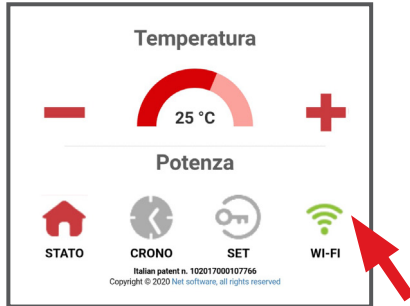 Temperatura
25 °C
Potenza
STATO CRONO SET WI-FI
Italian patent n. 102017000107766
Copyright © 2020 Net software, all rights reserved